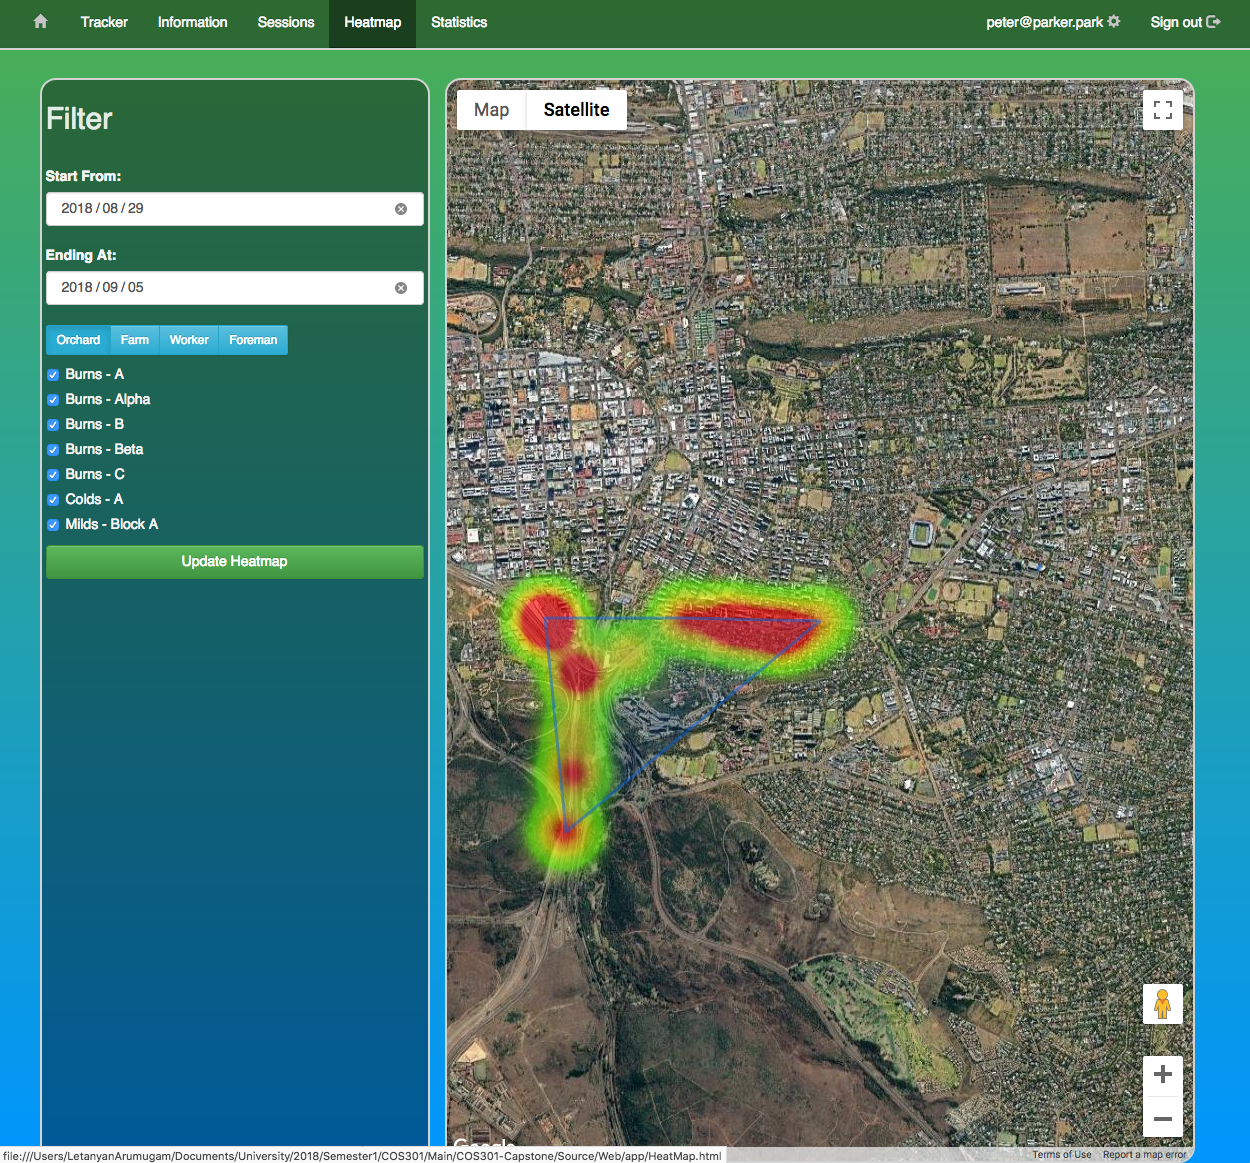 Tracker Information Sessions Heatmap Statistics peter@parker.park Sign out
Filter
Start From:
2018 / 08 / 29
Ending At:
2018 / 09 / 05
Orchard Farm Worker Foreman
Burns - A
Burns - Alpha
Burns - B
Burns - Beta
Burns - C
Colds - A
Milds - Block A
Update Heatmap
Map Satellite
Google
file:///Users/LetanyanArumugam/Documents/University/2018/Semester1/COS301/Main/COS301-Capstone/Source/Web/app/HeatMap.html
Terms of Use Report a map error